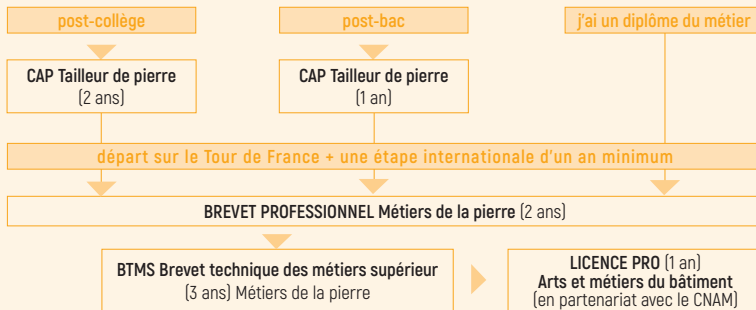 post-collège
post-bac
j'ai un diplôme du métier
CAP Tailleur de pierre
(2 ans)
CAP Tailleur de pierre
(1 an)
départ sur le Tour de France + une étape internationale d'un an minimum
BREVET PROFESSIONNEL Métiers de la pierre (2 ans)
BTMS Brevet technique des métiers supérieur
(3 ans) Métiers de la pierre
LICENCE PRO (1 an)
Arts et métiers du bâtiment
(en partenariat avec le CNAM)